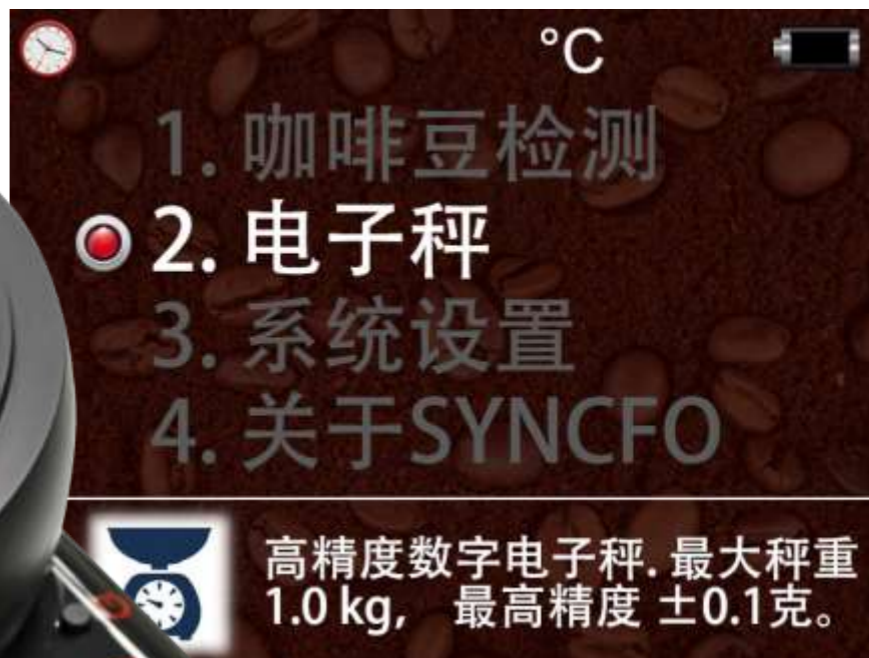 °C
1. 咖啡豆检测
2. 电子秤
3. 系统设置
4. 关于SYNCFO
高精度数字电子秤. 最大秤重
1.0 kg, 最高精度 ±0.1克。